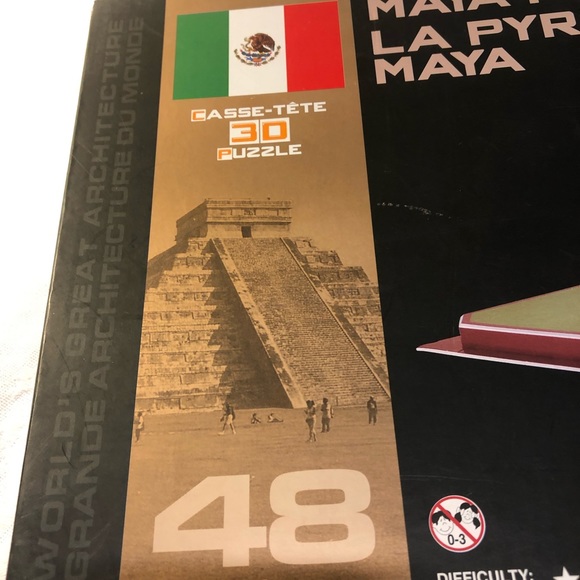 MAYA
LA PYR
MAYA
CASSE-TÊTE
3D
PUZZLE
WORLD'S GREAT ARCHITECTURE
GRANDE ARCHITECTURE DU MONDE
48
0-3
DIFFICULTY: